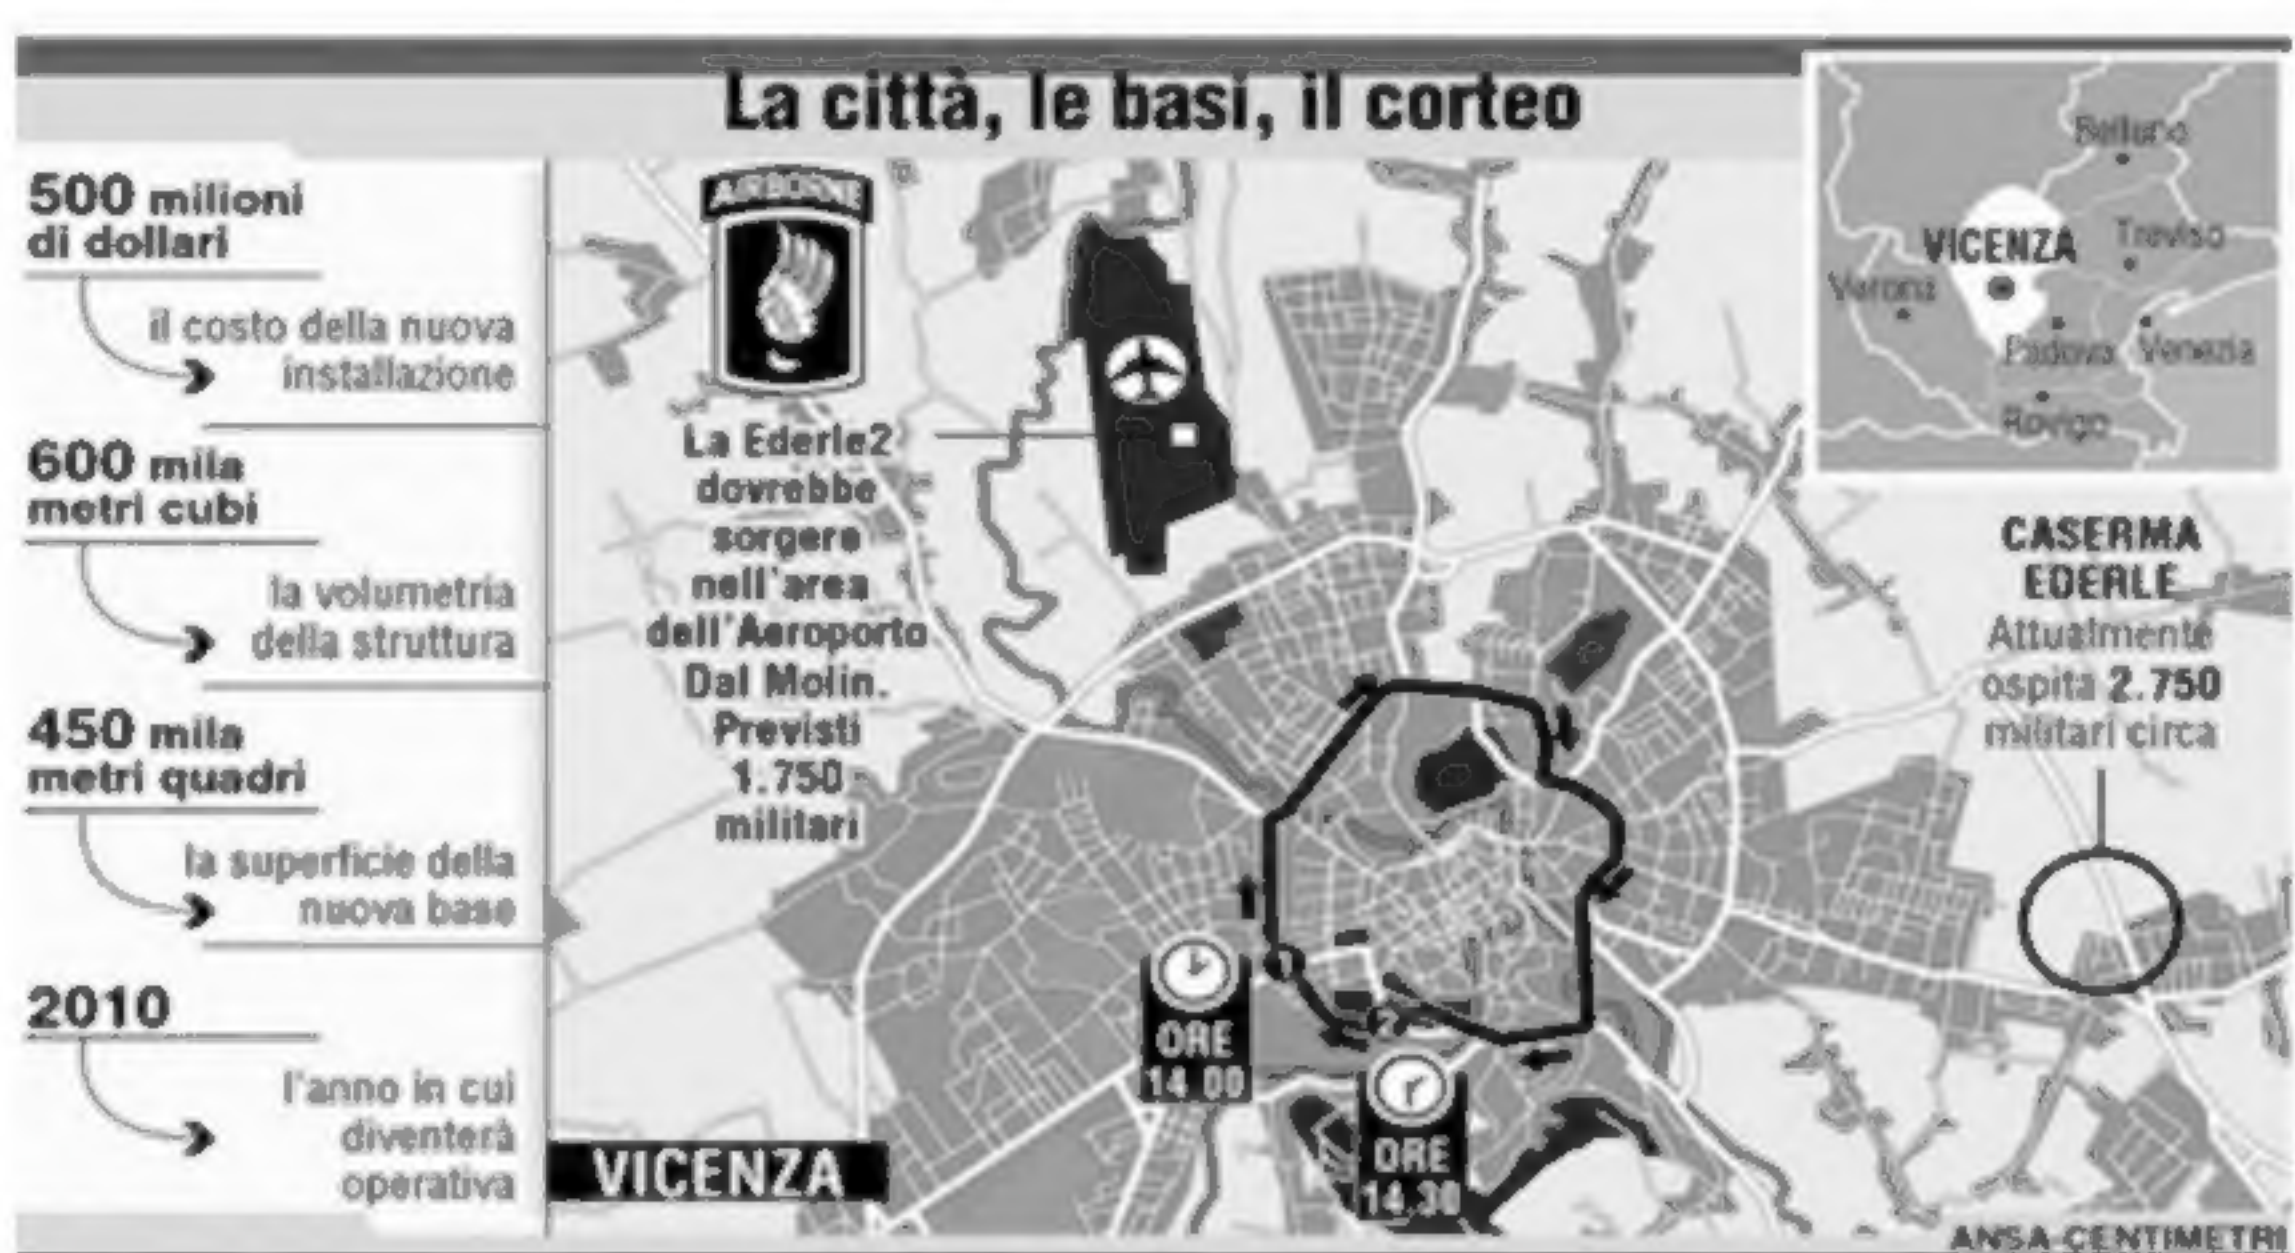 La città, le basi, il corteo
500 milioni
di dollari
il costo della nuova
installazione
600 mila
metri cubi
la volumetria
della struttura
450 mila
metri quadri
la superficie della
nuova base
2010
l'anno in cui
diventerà
operativa
AIRBORNE
La Ederle2
dovrebbe
sorgere
nell'area
dell'Aeroporto
Dal Molin.
Previsti
1.750
militari
Belluno
VICENZA
Treviso
Verona
Padova
Venezia
Rovigo
CASERMA
EDERLE
Attualmente
ospita 2.750
militari circa
1
ORE
14.00
2
ORE
14.30
VICENZA
ANSA-CENTIMETRI